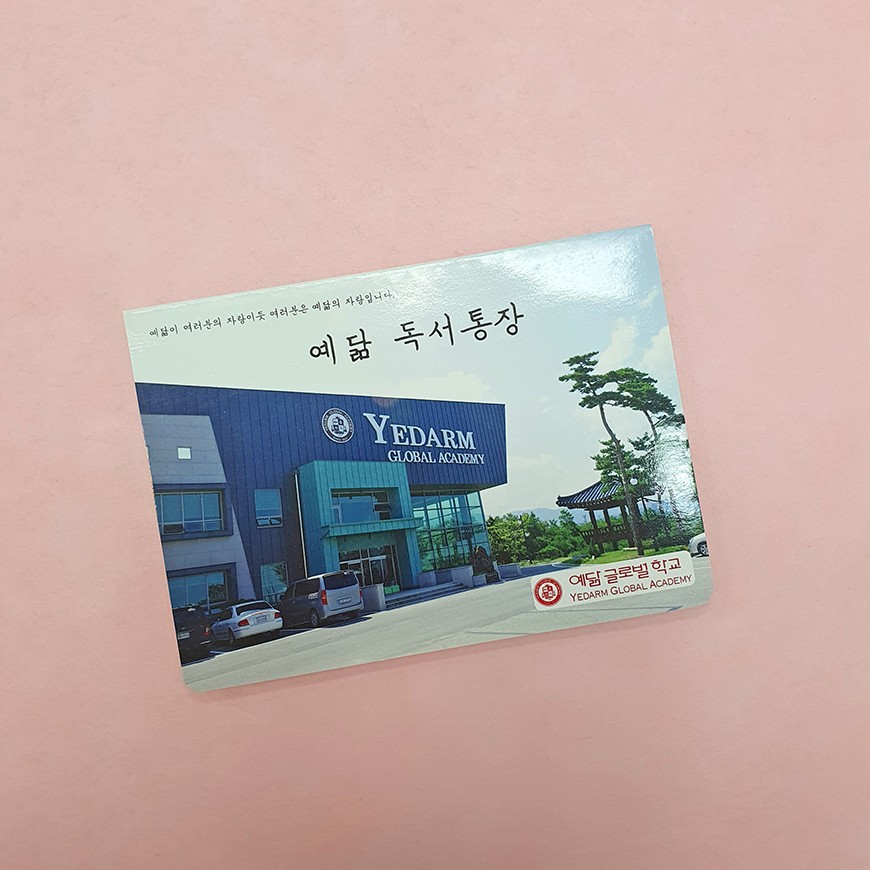 예닮이 여러분의 자랑이듯 여러분은 예닮의 자랑입니다.
예닮 독서통장
YEDARM
GLOBAL ACADEMY
예닮글로벌학교
YEDARM GLOBAL ACADEMY